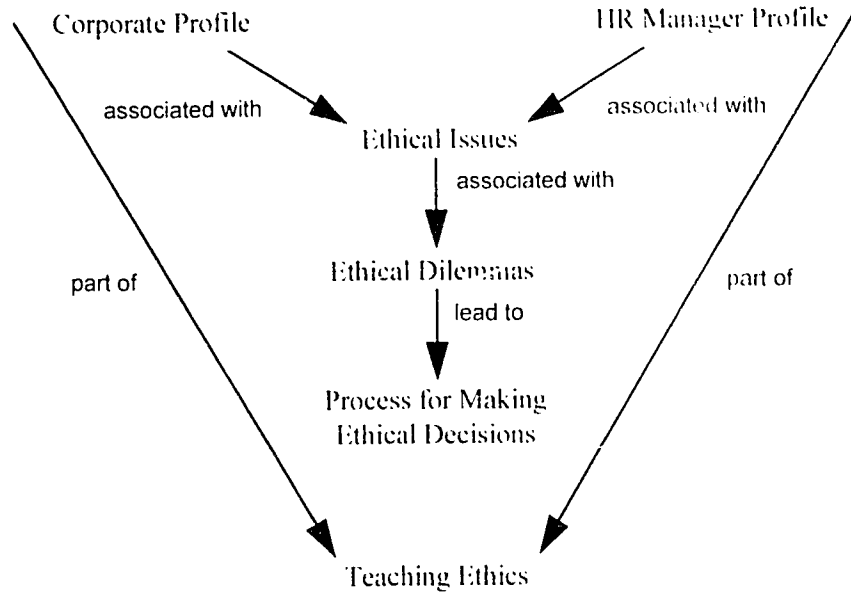 Corporate Profile
HR Manager Profile
associated with
associated with
Ethical Issues
associated with
Ethical Dilemmas
part of
part of
lead to
Process for Making
Ethical Decisions
Teaching Ethics